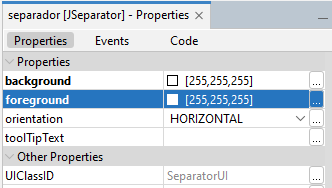 separador [JSeparator] - Properties ×
Properties Events Code
Properties
background [255,255,255] ...
foreground [255,255,255] ...
orientation HORIZONTAL ...
toolTipText ...
Other Properties
UIClassID SeparatorUI ...